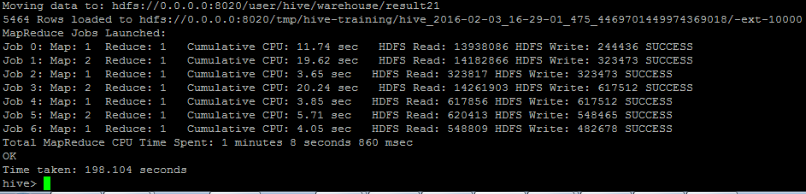 Moving data to: hdfs://0.0.0.0:8020/user/hive/warehouse/result21
5464 Rows loaded to hdfs://0.0.0.0:8020/tmp/hive-training/hive_2016-02-03_16-29-01_475_4469701449974369018/-ext-10000
MapReduce Jobs Launched:
Job 0: Map: 1  Reduce: 1   Cumulative CPU: 11.74 sec   HDFS Read: 13938086 HDFS Write: 244436 SUCCESS
Job 1: Map: 2  Reduce: 1   Cumulative CPU: 19.62 sec   HDFS Read: 14182866 HDFS Write: 323473 SUCCESS
Job 2: Map: 1  Reduce: 1   Cumulative CPU: 3.65 sec   HDFS Read: 323817 HDFS Write: 323473 SUCCESS
Job 3: Map: 2  Reduce: 1   Cumulative CPU: 20.24 sec   HDFS Read: 14261903 HDFS Write: 617512 SUCCESS
Job 4: Map: 1  Reduce: 1   Cumulative CPU: 3.85 sec   HDFS Read: 617856 HDFS Write: 617512 SUCCESS
Job 5: Map: 2  Reduce: 1   Cumulative CPU: 5.71 sec   HDFS Read: 620413 HDFS Write: 548465 SUCCESS
Job 6: Map: 1  Reduce: 1   Cumulative CPU: 4.05 sec   HDFS Read: 548809 HDFS Write: 482678 SUCCESS
Total MapReduce CPU Time Spent: 1 minutes 8 seconds 860 msec
OK
Time taken: 198.104 seconds
hive>